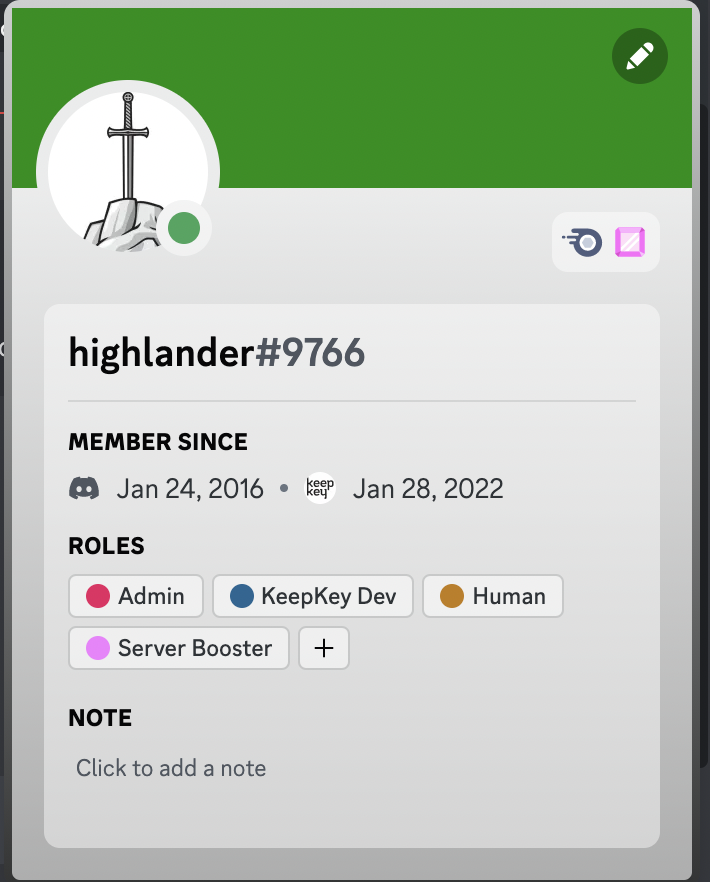 highlander#9766
MEMBER SINCE
Jan 24, 2016 • keep key Jan 28, 2022
ROLES
Admin KeepKey Dev Human
Server Booster +
NOTE
Click to add a note